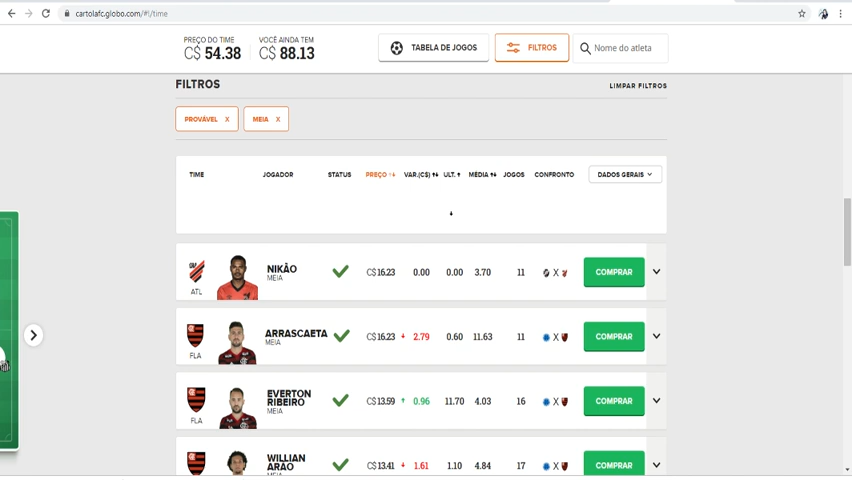 cartolafc.globo.com/#!/time
PREÇO DO TIME
C$ 54.38
VOCÊ AINDA TEM
C$ 88.13
TABELA DE JOGOS
FILTROS
Nome do atleta
FILTROS
LIMPAR FILTROS
PROVÁVEL X
MEIA X
TIME JOGADOR STATUS PREÇO VAR.(C$) ULT. MÉDIA JOGOS CONFRONTO DADOS GERAIS
ATL
NIKÃO
MEIA
C$ 16.23 0.00 0.00 3.70 11 X COMPRAR
FLA
ARRASCAETA
MEIA
C$ 16.23 2.79 0.60 11.63 11 X COMPRAR
FLA
EVERTON
RIBEIRO
MEIA
C$ 13.59 0.96 11.70 4.03 16 X COMPRAR
WILLIAN
ARÃO
MEIA
C$ 13.41 1.61 1.10 4.84 17 X COMPRAR